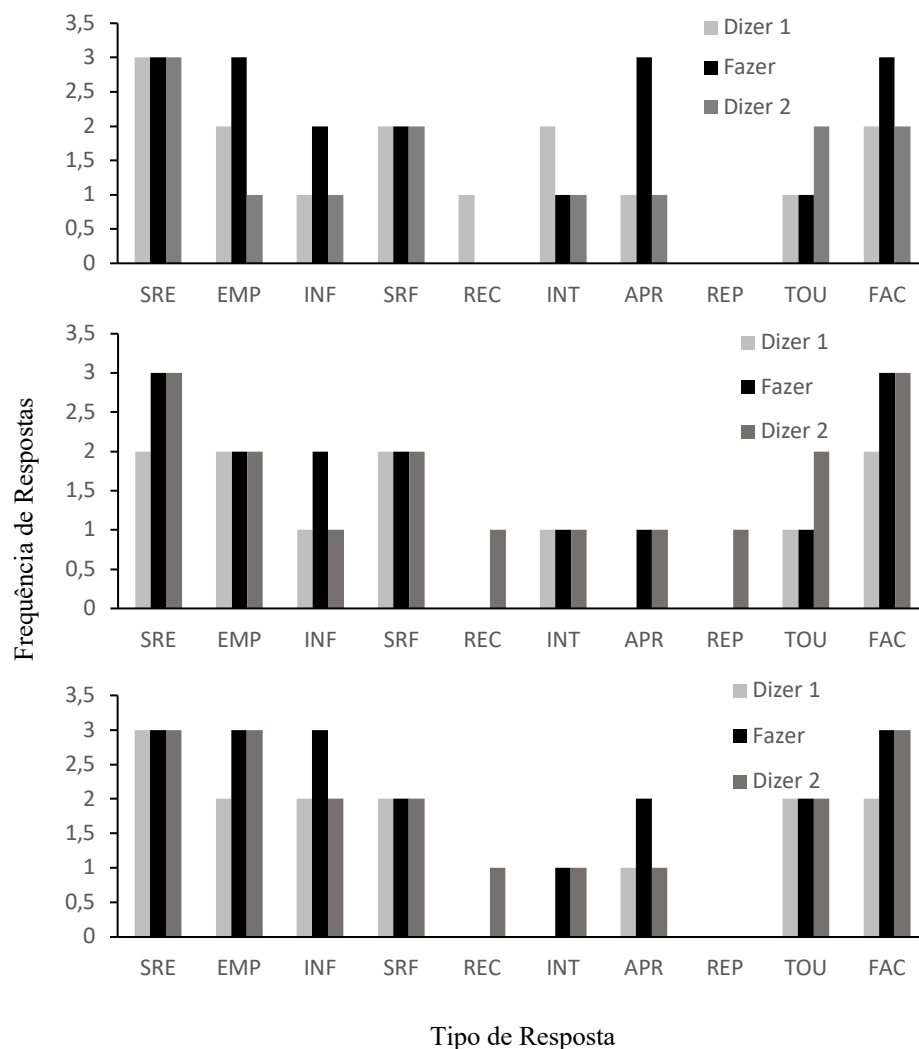 3,5
3
2,5
2
1,5
1
0,5
0
Dizer 1
Fazer
Dizer 2
SRE EMP INF SRF REC INT APR REP TOU FAC
Frequência de Respostas
3,5
3
2,5
2
1,5
1
0,5
0
Dizer 1
Fazer
Dizer 2
SRE EMP INF SRF REC INT APR REP TOU FAC
3,5
3
2,5
2
1,5
1
0,5
0
Dizer 1
Fazer
Dizer 2
SRE EMP INF SRF REC INT APR REP TOU FAC
Tipo de Resposta